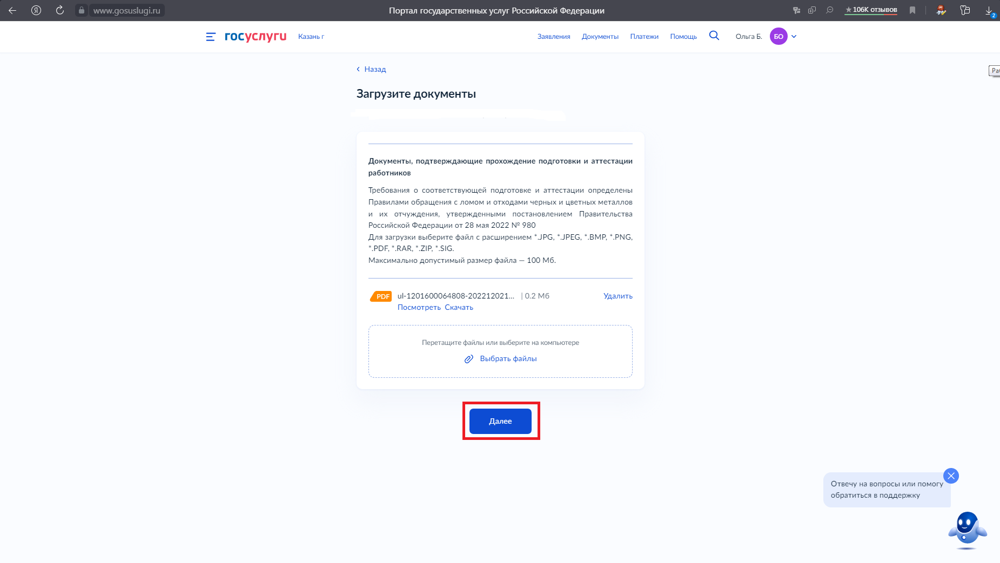 www.gosuslugi.ru
Портал государственных услуг Российской Федерации
★106K отзывов
2
госуслуги
Казань г
Заявления
Документы
Платежи
Помощь
Ольга Б.
БО
Назад
Загрузите документы
Документы, подтверждающие прохождение подготовки и аттестации
работников
Требования о соответствующей подготовке и аттестации определены
Правилами обращения с ломом и отходами черных и цветных металлов
и их отчуждения, утвержденными постановлением Правительства
Российской Федерации от 28 мая 2022 № 980
Для загрузки выберите файл с расширением *.JPG, *.JPEG, *.BMP, *.PNG,
*.PDF, *.RAR, *.ZIP, *.SIG.
Максимально допустимый размер файла — 100 Мб.
PDF
ul-1201600064808-202212021... | 0.2 Мб
Удалить
Посмотреть Скачать
Перетащите файлы или выберите на компьютере
Выбрать файлы
Далее
Отвечу на вопросы или помогу
обратиться в поддержку